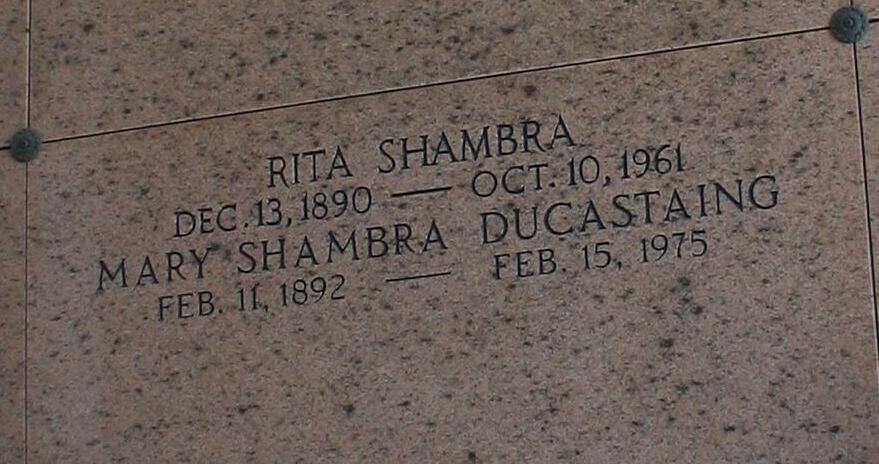 RITA SHAMBRA
DEC. 13, 1890 — OCT. 10, 1961
MARY SHAMBRA DUCASTAING
FEB. 11, 1892 — FEB. 15, 1975